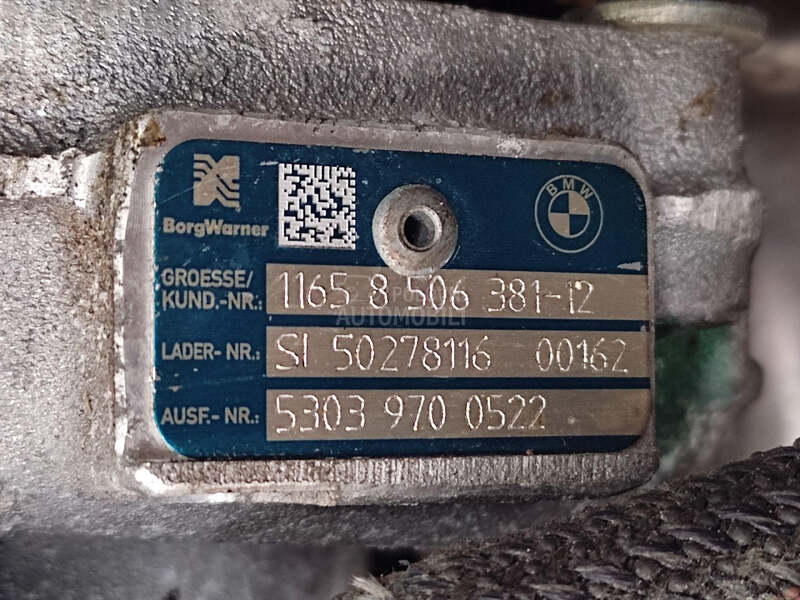 BorgWarner
BMW
GROESSE/
KUND.-NR.: 1165 8 506 381-12
LADER- NR.: SI 50278116 00162
AUSF.- NR.: 5303 970 0522
POLOVNI
AUTOMOBILI